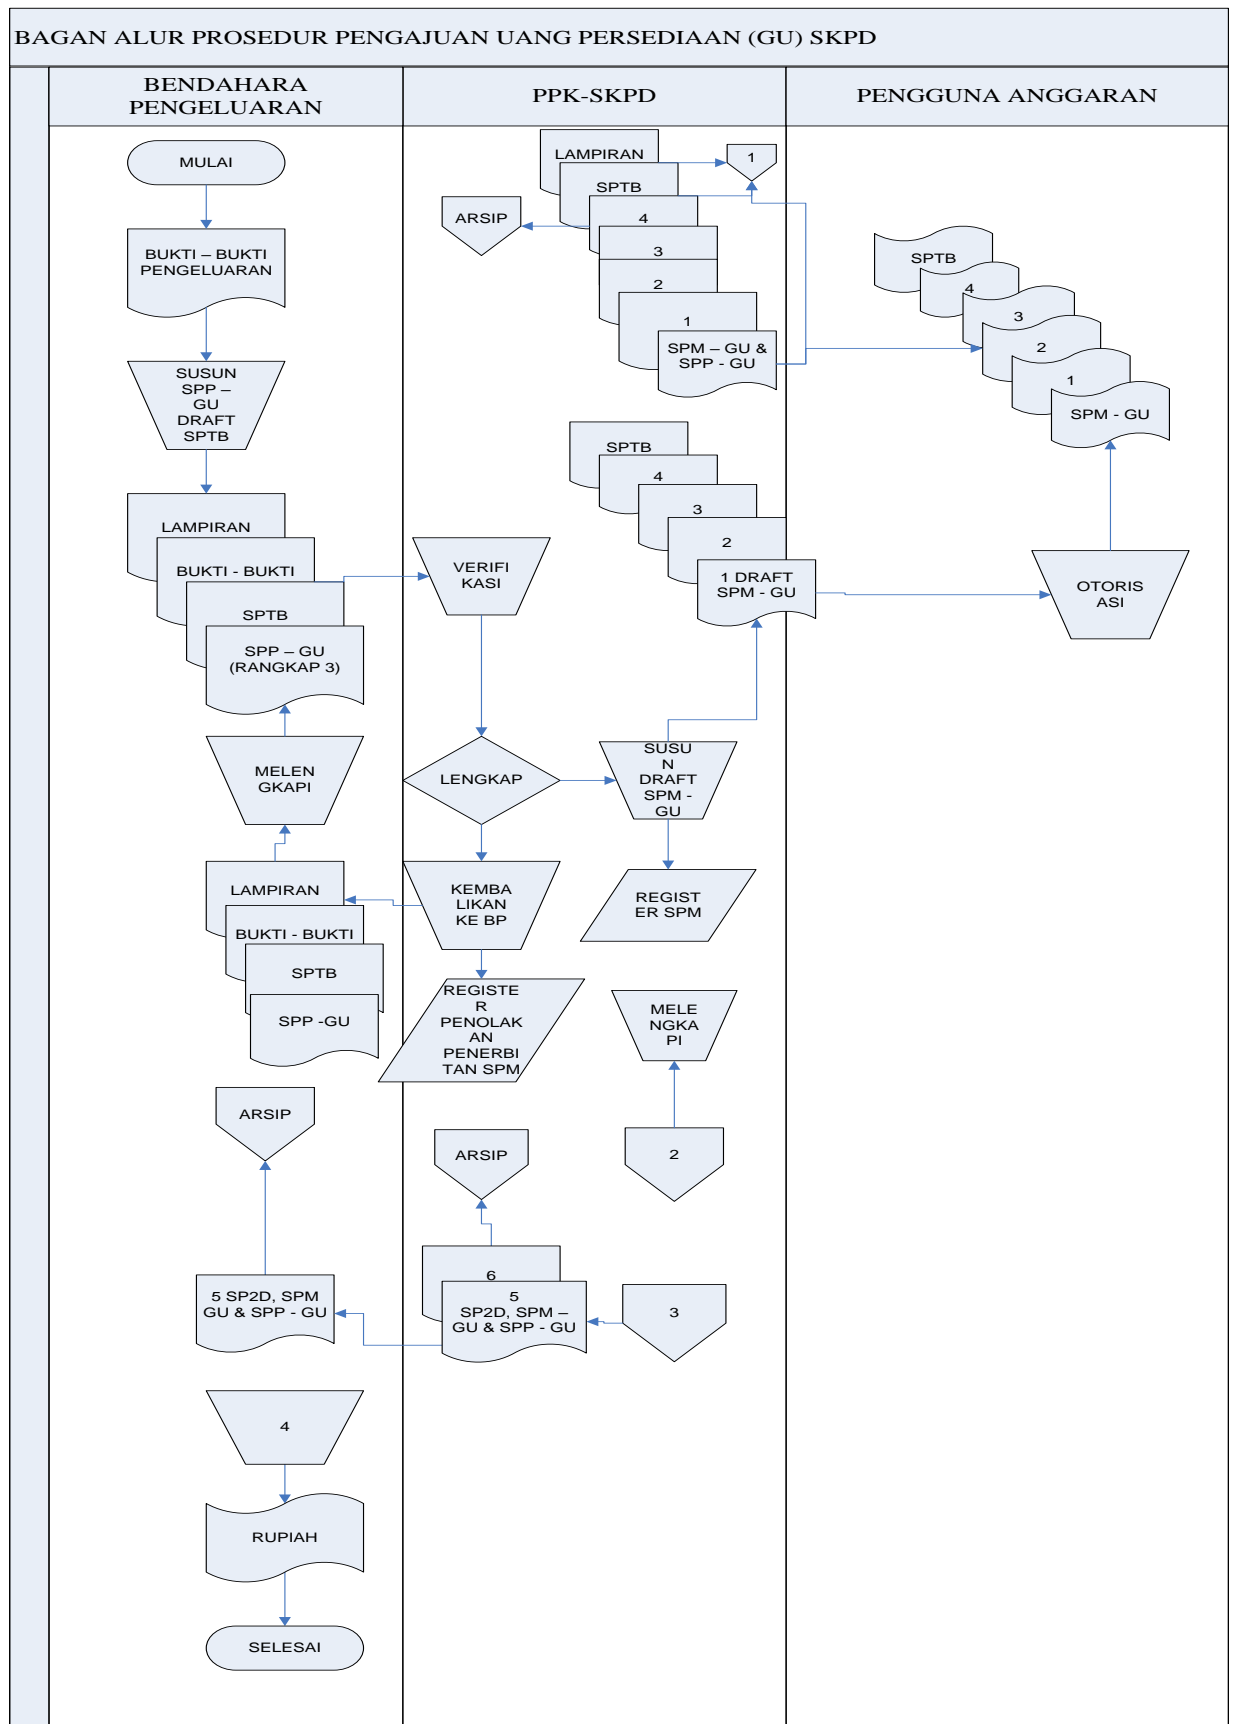 BAGAN ALUR PROSEDUR PENGAJUAN UANG PERSEDIAAN (GU) SKPD
BENDAHARA
PENGELUARAN
PPK-SKPD
PENGGUNA ANGGARAN
MULAI
BUKTI – BUKTI
PENGELUARAN
SUSUN
SPP –
GU
DRAFT
SPTB
LAMPIRAN
BUKTI - BUKTI
SPTB
SPP – GU
(RANGKAP 3)
MELEN
GKAPI
LAMPIRAN
BUKTI - BUKTI
SPTB
SPP -GU
ARSIP
5 SP2D, SPM
GU & SPP - GU
4
RUPIAH
SELESAI
LAMPIRAN
SPTB
4
3
2
1
SPM – GU &
SPP - GU
1
ARSIP
SPTB
4
3
2
1 DRAFT
SPM - GU
VERIFI
KASI
LENGKAP
SUSU
N
DRAFT
SPM -
GU
KEMBA
LIKAN
KE BP
REGIST
ER SPM
REGISTE
R
PENOLAK
AN
PENERBI
TAN SPM
MELE
NGKA
PI
2
ARSIP
6
5
SP2D, SPM –
GU & SPP - GU
3
SPTB
4
3
2
1
SPM - GU
OTORIS
ASI